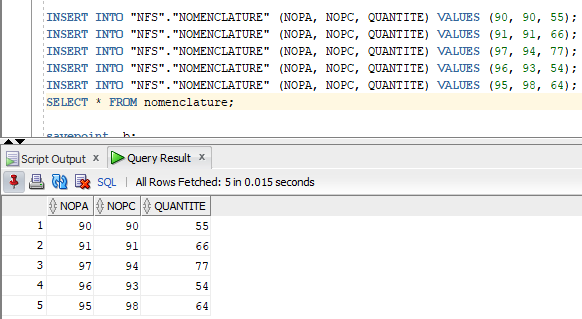 INSERT INTO "NFS"."NOMENCLATURE" (NOPA, NOPC, QUANTITE) VALUES (90, 90, 55);
INSERT INTO "NFS"."NOMENCLATURE" (NOPA, NOPC, QUANTITE) VALUES (91, 91, 66);
INSERT INTO "NFS"."NOMENCLATURE" (NOPA, NOPC, QUANTITE) VALUES (97, 94, 77);
INSERT INTO "NFS"."NOMENCLATURE" (NOPA, NOPC, QUANTITE) VALUES (96, 93, 54);
INSERT INTO "NFS"."NOMENCLATURE" (NOPA, NOPC, QUANTITE) VALUES (95, 98, 64);
SELECT * FROM nomenclature;
savepoint b;
Script Output x Query Result x
SQL | All Rows Fetched: 5 in 0.015 seconds
NOPA NOPC QUANTITE
1 90 90 55
2 91 91 66
3 97 94 77
4 96 93 54
5 95 98 64